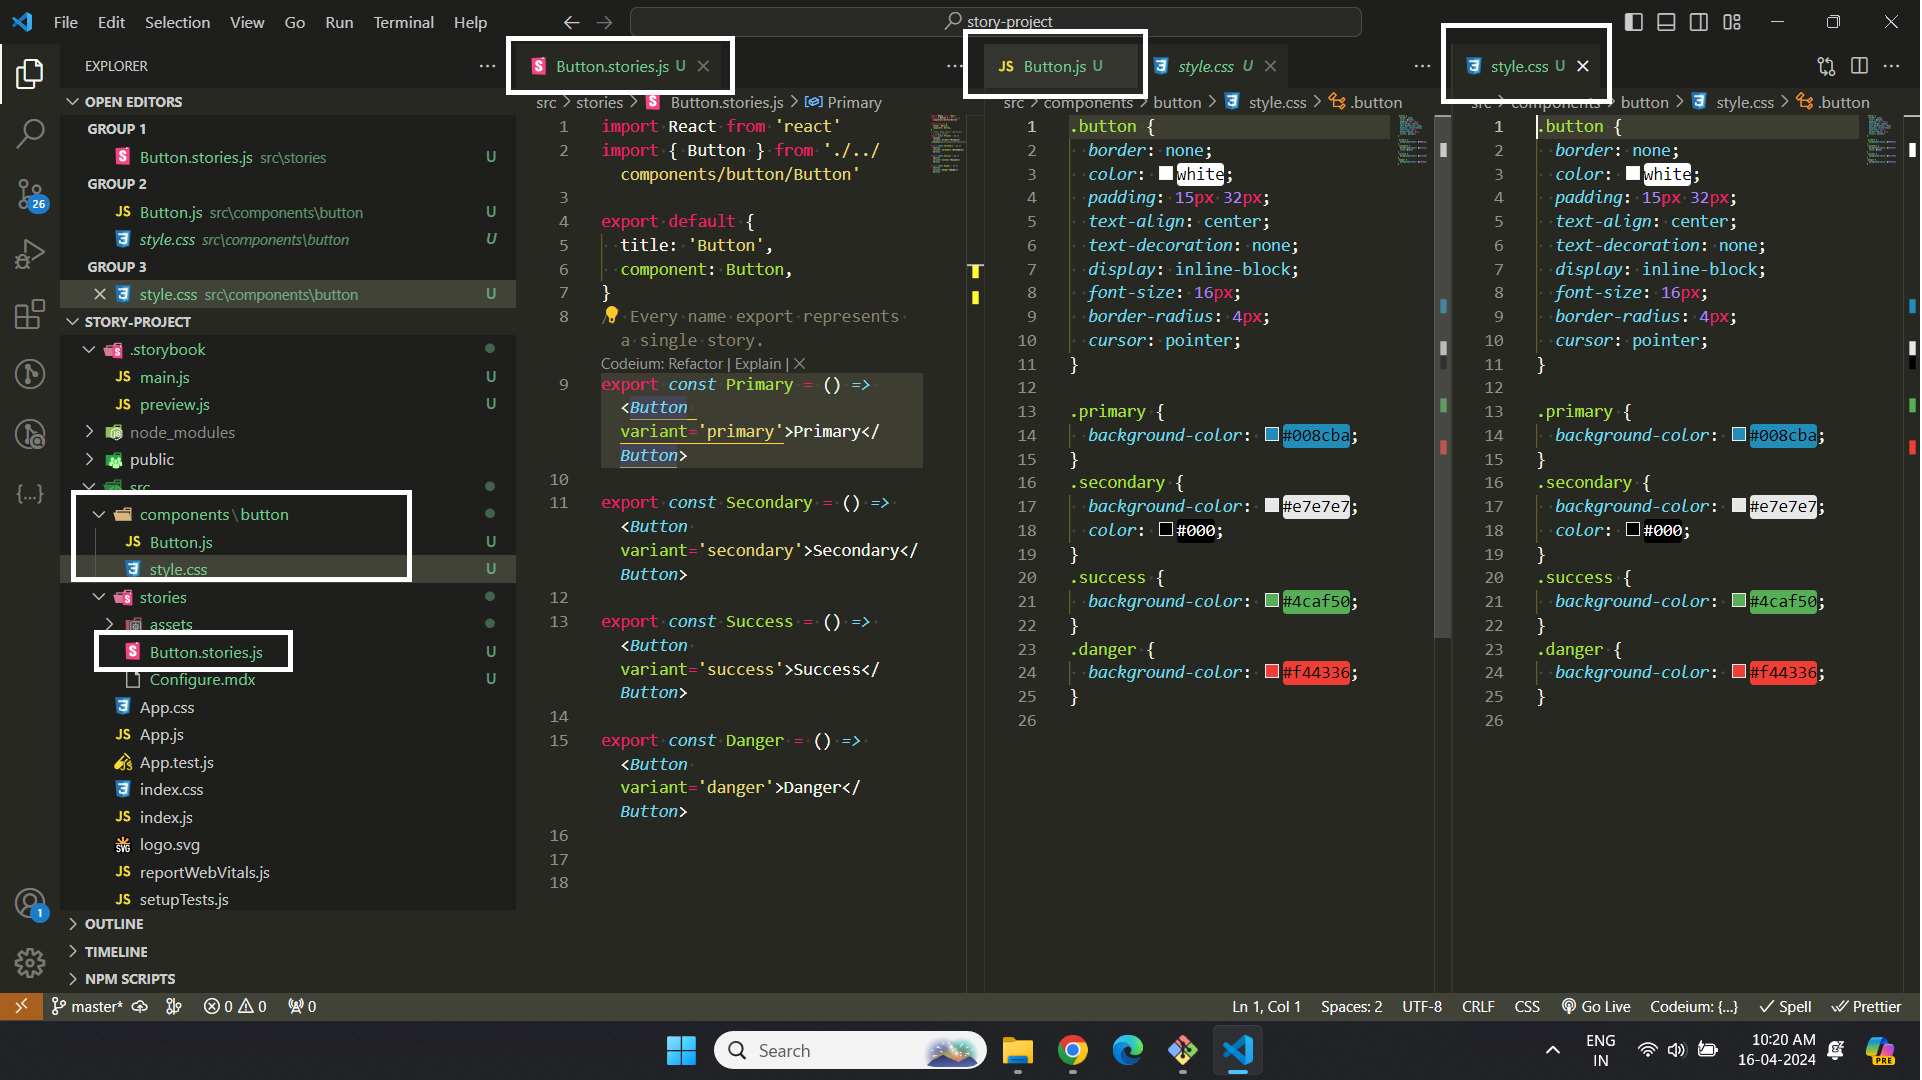 File Edit Selection View Go Run Terminal Help
story-project
EXPLORER
OPEN EDITORS
GROUP 1
Button.stories.js src\stories U
GROUP 2
JS Button.js src\components\button U
style.css src\components\button U
GROUP 3
style.css src\components\button U
STORY-PROJECT
.storybook
JS main.js U
JS preview.js U
node_modules
public
src
components\button
JS Button.js U
style.css U
stories
assets
Button.stories.js U
Configure.mdx U
App.css
JS App.js
App.test.js
index.css
JS index.js
logo.svg
JS reportWebVitals.js
JS setupTests.js
OUTLINE
TIMELINE
NPM SCRIPTS
26
1
Button.stories.js U
src > stories > Button.stories.js > Primary
1 import React from 'react'
2 import { Button } from './../
components/button/Button'
3
4 export default {
5 title: 'Button',
6 component: Button,
7 }
8 // Every name export represents
a single story.
Codeium: Refactor | Explain | X
9 export const Primary = () =>
<Button
variant='primary'>Primary</
Button>
10
11 export const Secondary = () =>
<Button
variant='secondary'>Secondary</
Button>
12
13 export const Success = () =>
<Button
variant='success'>Success</
Button>
14
15 export const Danger = () =>
<Button
variant='danger'>Danger</
Button>
16
17
18
JS Button.js U
style.css U
src > components > button > style.css > .button
1 .button {
2 border: none;
3 color: white;
4 padding: 15px 32px;
5 text-align: center;
6 text-decoration: none;
7 display: inline-block;
8 font-size: 16px;
9 border-radius: 4px;
10 cursor: pointer;
11 }
12
13 .primary {
14 background-color: #008cba;
15 }
16 .secondary {
17 background-color: #e7e7e7;
18 color: #000;
19 }
20 .success {
21 background-color: #4caf50;
22 }
23 .danger {
24 background-color: #f44336;
25 }
26
style.css U
src > components > button > style.css > .button
1 .button {
2 border: none;
3 color: white;
4 padding: 15px 32px;
5 text-align: center;
6 text-decoration: none;
7 display: inline-block;
8 font-size: 16px;
9 border-radius: 4px;
10 cursor: pointer;
11 }
12
13 .primary {
14 background-color: #008cba;
15 }
16 .secondary {
17 background-color: #e7e7e7;
18 color: #000;
19 }
20 .success {
21 background-color: #4caf50;
22 }
23 .danger {
24 background-color: #f44336;
25 }
26
master* 0 0 0
Ln 1, Col 1 Spaces: 2 UTF-8 CRLF CSS Go Live Codeium: {...} Spell Prettier
Search
ENG
IN
10:20 AM
16-04-2024
PRE